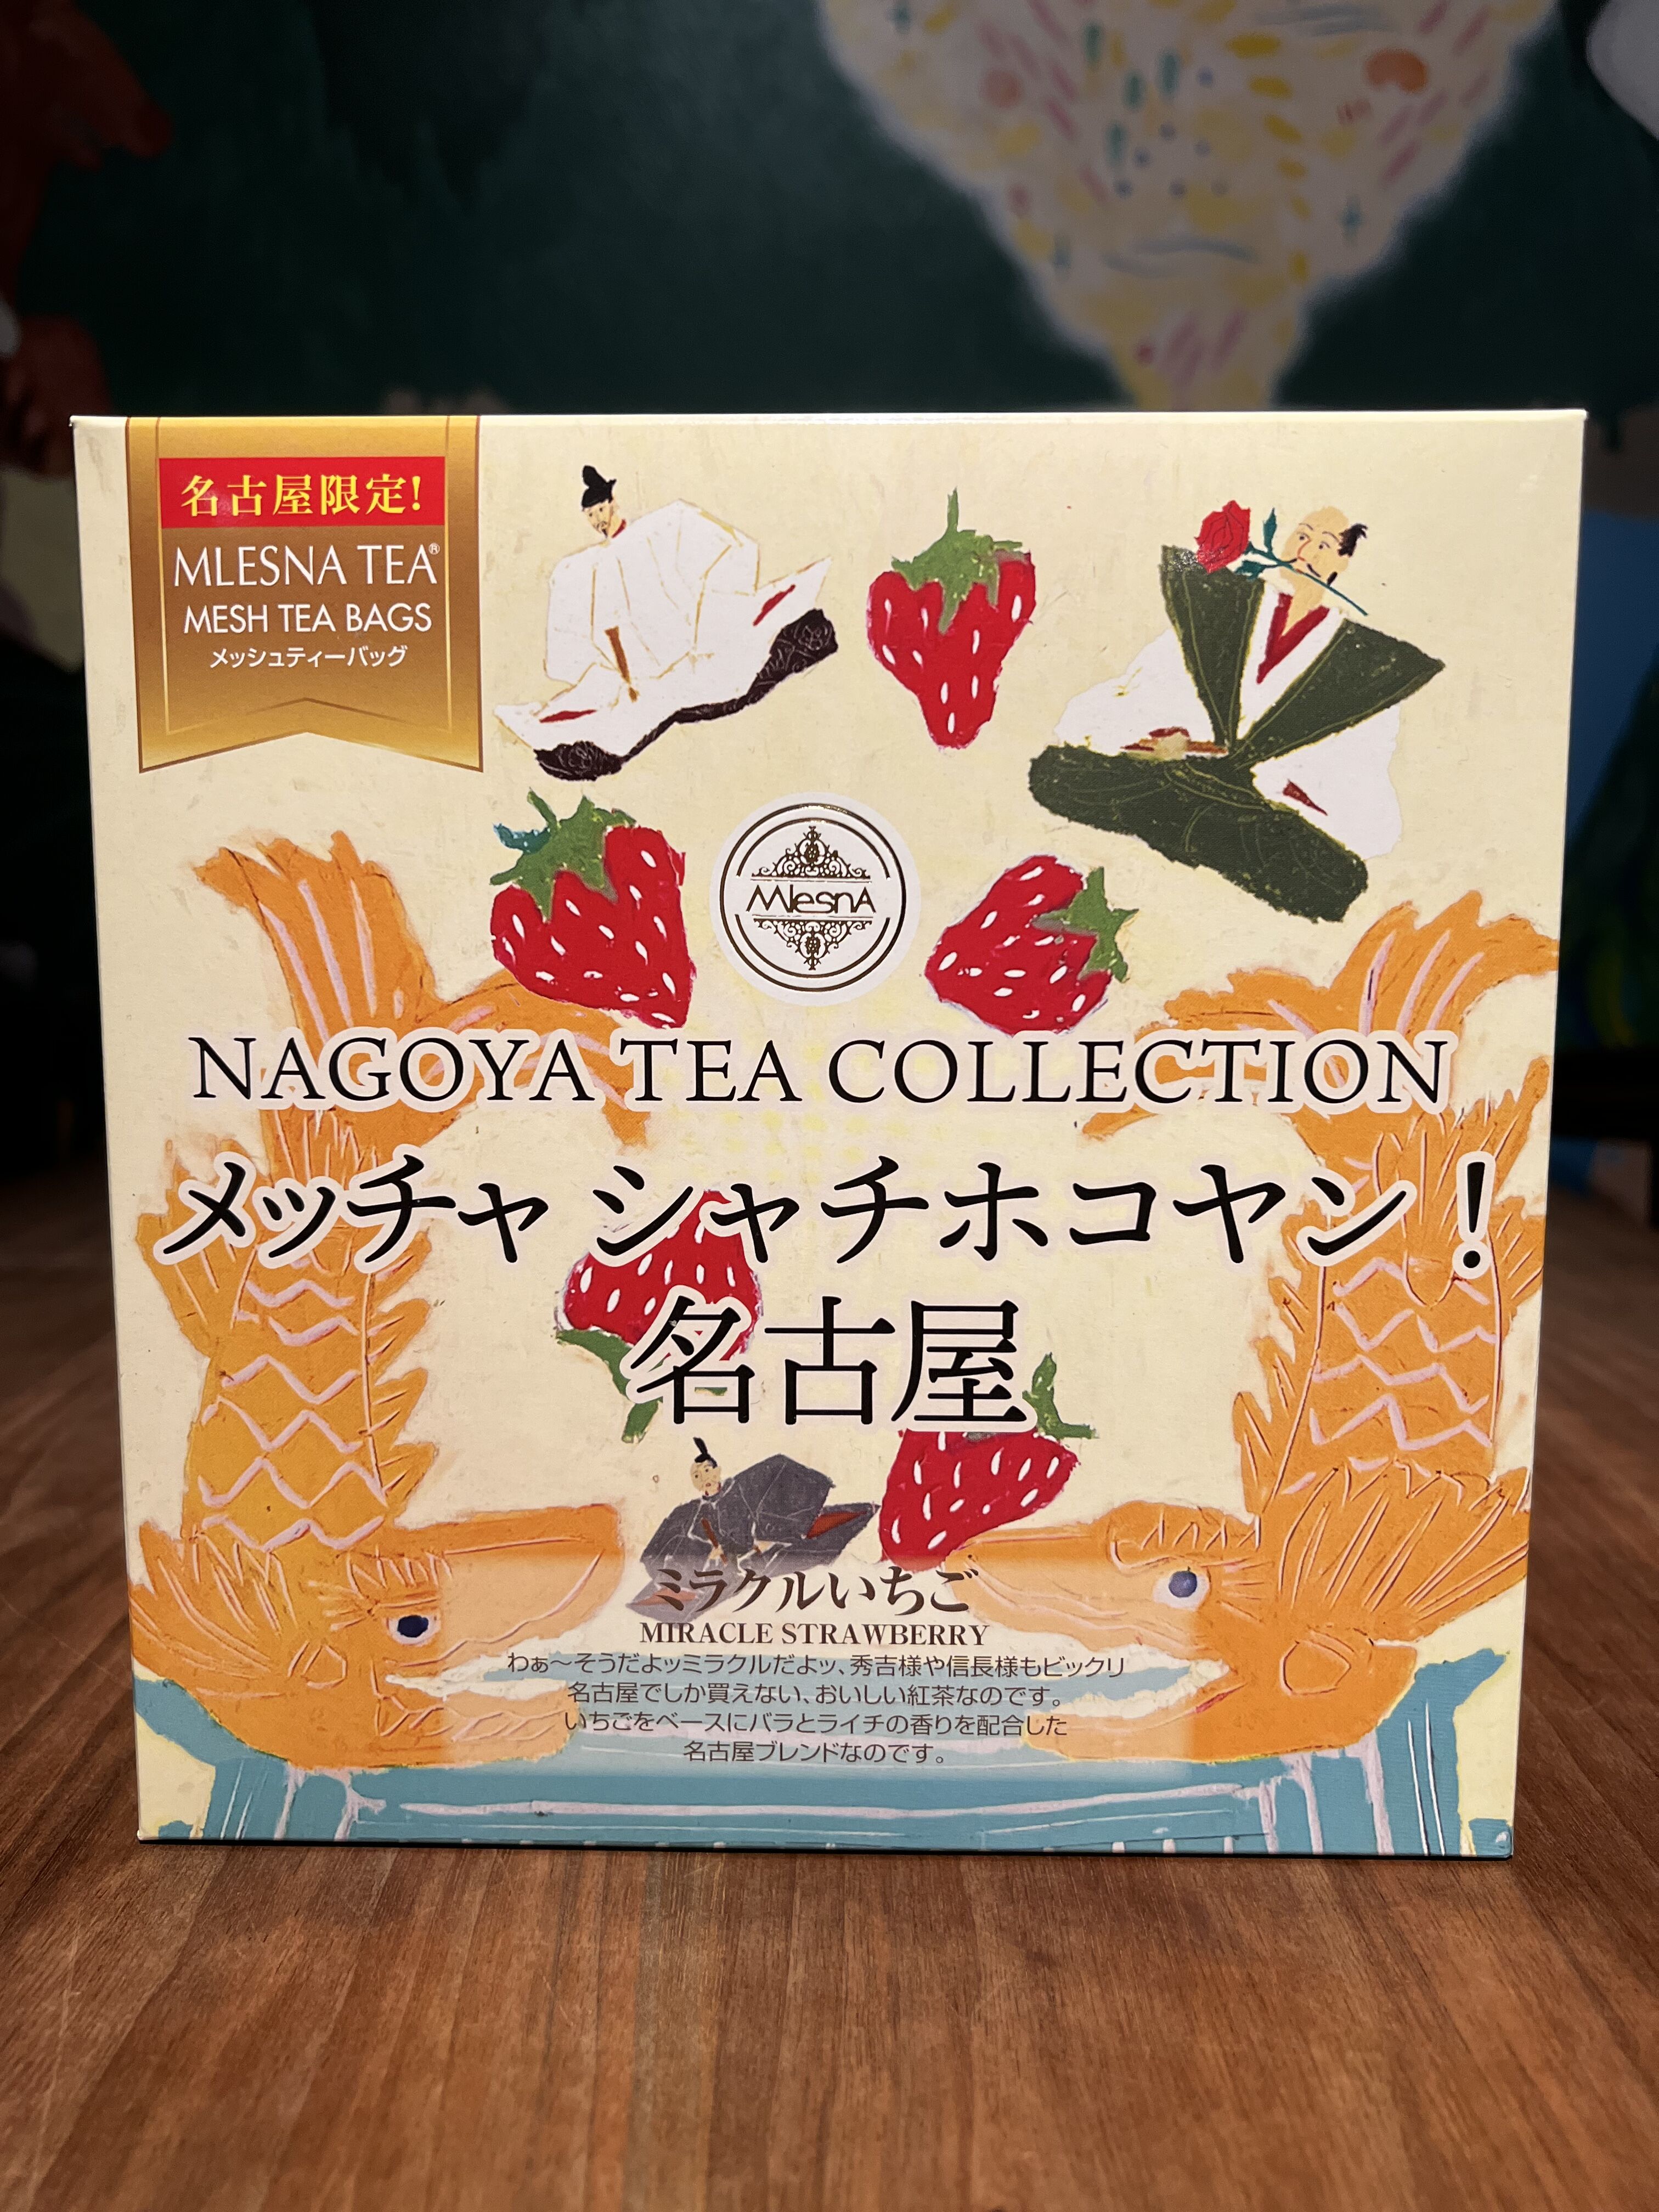 名古屋限定!
MLESNA TEA®
MESH TEA BAGS
メッシュティーバッグ
MlesnA
NAGOYA TEA COLLECTION
メッチャ シャチホコヤン!
名古屋
ミラクルいちご
MIRACLE STRAWBERRY
わぁ〜そうだよッミラクルだよッ、秀吉様や信長様もビックリ
名古屋でしか買えない、おいしい紅茶なのです。
いちごをベースにバラとライチの香りを配合した
名古屋ブレンドなのです。